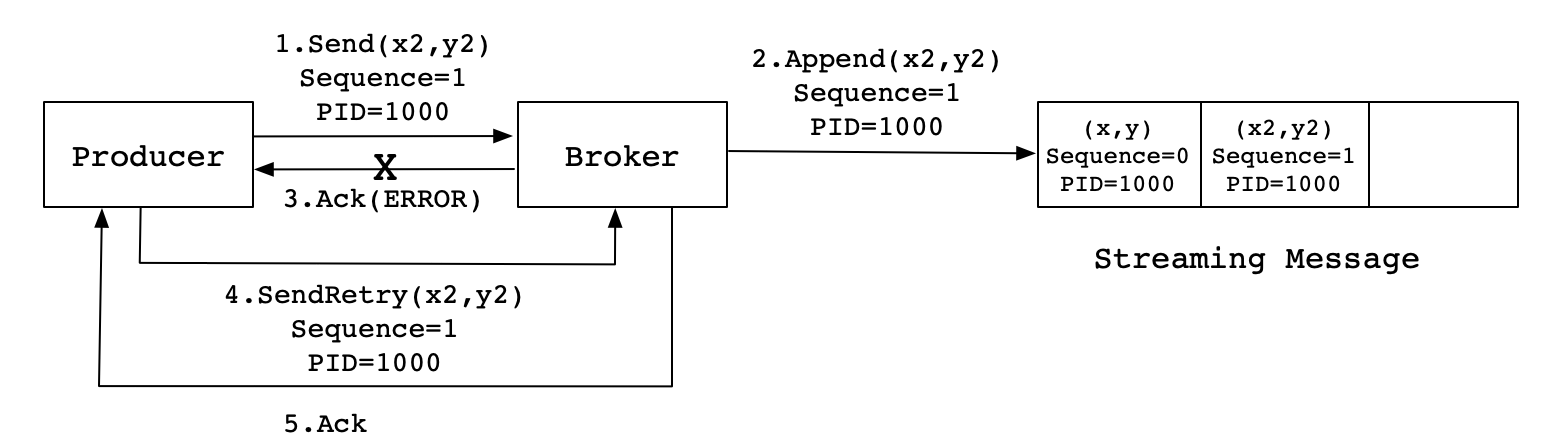 1.Send(x2,y2)
Sequence=1
PID=1000
2.Append(x2,y2)
Sequence=1
PID=1000
Producer
X
3.Ack(ERROR)
Broker
(x,y)
Sequence=0
PID=1000
(x2,y2)
Sequence=1
PID=1000
Streaming Message
4.SendRetry(x2,y2)
Sequence=1
PID=1000
5.Ack